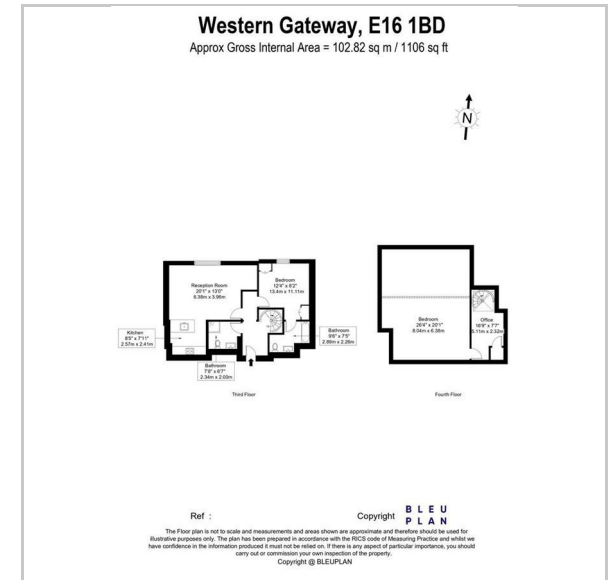 Western Gateway, E16 1BD
Approx Gross Internal Area = 102.82 sq m / 1106 sq ft
N
Reception Room
20'1" x 13'0"
6.38m x 3.96m
Bedroom
12'4" x 6'2"
13.4m x 11.11m
Kitchen
8'5" x 7'11"
2.57m x 2.41m
Bathroom
9'6" x 7'5"
2.89m x 2.26m
Bathroom
7'8" x 6'7"
2.34m x 2.00m
Third Floor
Bedroom
26'4" x 20'1"
8.04m x 6.38m
Office
16'9" x 7'7"
5.11m x 2.32m
Fourth Floor
Ref :
Copyright
BLEU
PLAN
The Floor plan is not to scale and measurements and areas shown are approximate and therefore should be used for
illustrative purposes only. The plan has been prepared in accordance with the RICS code of Measuring Practice and whilst we
have confidence in the information produced it must not be relied on. If there is any aspect of particular importance, you should
carry out or commission your own inspection of the property.
Copyright @ BLEUPLAN